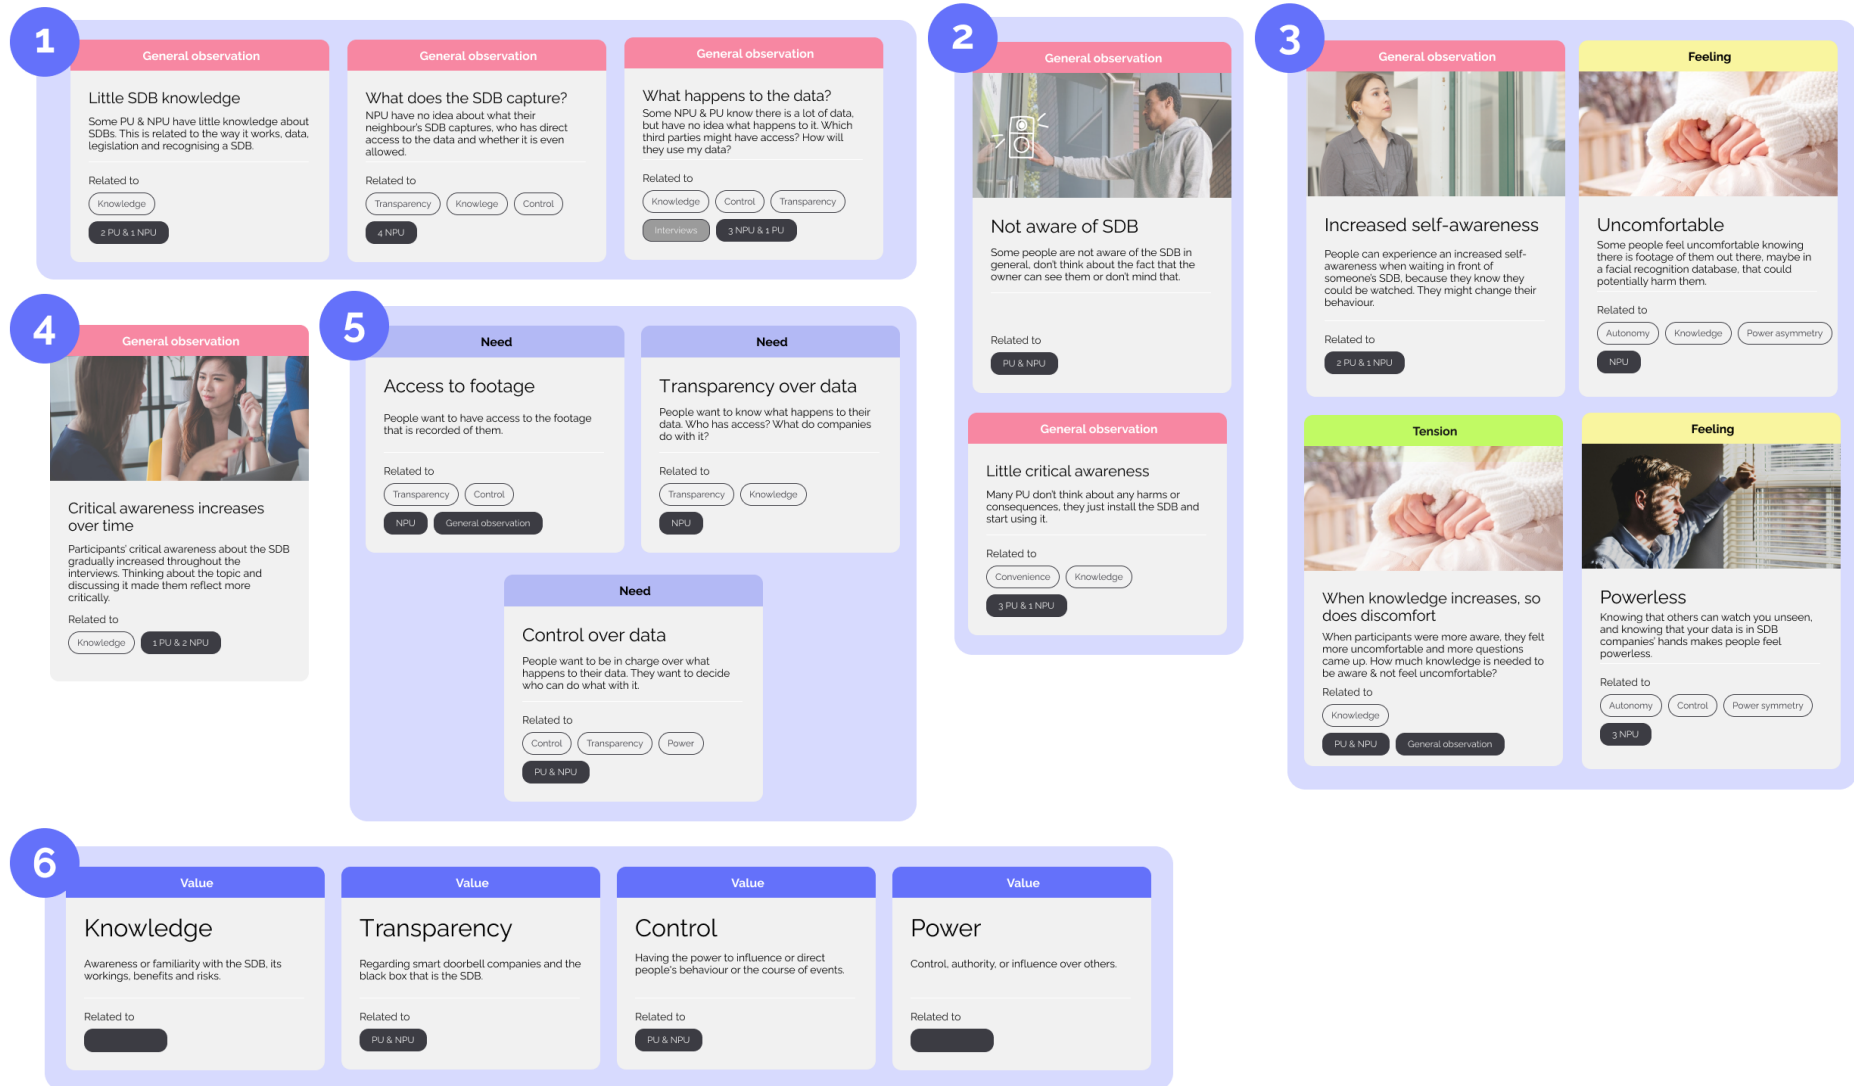 1
General observation
Little SDB knowledge
Some PU & NPU have little knowledge about
SDBs. This is related to the way it works, data,
legislation and recognising a SDB.
Related to
Knowledge
2 PU & 1 NPU
General observation
What does the SDB capture?
NPU have no idea about what their
neighbour's SDB captures, who has direct
access to the data and whether it is even
allowed.
Related to
Transparency
Knowlege
Control
4 NPU
General observation
What happens to the data?
Some NPU & PU know there is a lot of data,
but have no idea what happens to it. Which
third parties might have access? How will
they use my data?
Related to
Knowledge
Control
Transparency
Interviews
3 NPU & 1 PU
2
General observation
Not aware of SDB
Some people are not aware of the SDB in
general, don't think about the fact that the
owner can see them or don't mind that.
Related to
PU & NPU
General observation
Little critical awareness
Many PU don't think about any harms or
consequences, they just install the SDB and
start using it.
Related to
Convenience
Knowledge
3 PU & 1 NPU
3
General observation
Increased self-awareness
People can experience an increased self-
awareness when waiting in front of
someone's SDB, because they know they
could be watched. They might change their
behaviour.
Related to
2 PU & 1 NPU
Feeling
Uncomfortable
Some people feel uncomfortable knowing
there is footage of them out there, maybe in
a facial recognition database, that could
potentially harm them.
Related to
Autonomy
Knowledge
Power asymmetry
NPU
Tension
When knowledge increases, so
does discomfort
When participants were more aware, they felt
more uncomfortable and more questions
came up. How much knowledge is needed to
be aware & not feel uncomfortable?
Related to
Knowledge
PU & NPU
General observation
Feeling
Powerless
Knowing that others can watch you unseen,
and knowing that your data is in SDB
companies' hands makes people feel
powerless.
Related to
Autonomy
Control
Power symmetry
3 NPU
4
General observation
Critical awareness increases
over time
Participants' critical awareness about the SDB
gradually increased throughout the
interviews. Thinking about the topic and
discussing it made them reflect more
critically.
Related to
Knowledge
1 PU & 2 NPU
5
Need
Access to footage
People want to have access to the footage
that is recorded of them.
Related to
Transparency
Control
NPU
General observation
Need
Transparency over data
People want to know what happens to their
data. Who has access? What do companies
do with it?
Related to
Transparency
Knowledge
NPU
Need
Control over data
People want to be in charge over what
happens to their data. They want to decide
who can do what with it.
Related to
Control
Transparency
Power
PU & NPU
6
Value
Knowledge
Awareness or familiarity with the SDB, its
workings, benefits and risks.
Related to
Value
Transparency
Regarding smart doorbell companies and the
black box that is the SDB.
Related to
PU & NPU
Value
Control
Having the power to influence or direct
people's behaviour or the course of events.
Related to
PU & NPU
Value
Power
Control, authority, or influence over others.
Related to